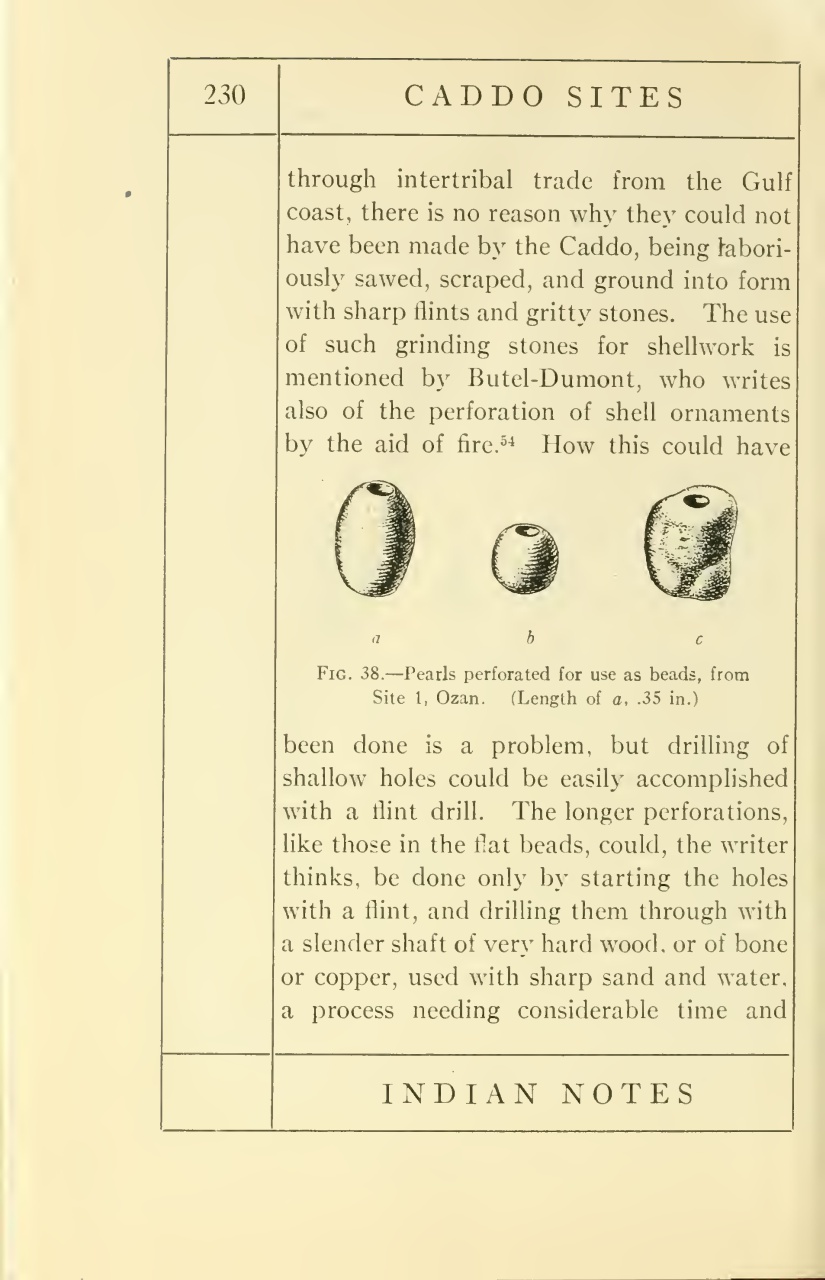 230
CADDO SITES
through intertribal trade from the Gulf
coast, there is no reason why they could not
have been made by the Caddo, being labori-
ously sawed, scraped, and ground into form
with sharp flints and gritty stones. The use
of such grinding stones for shellwork is
mentioned by Butel-Dumont, who writes
also of the perforation of shell ornaments
by the aid of fire.⁵⁴ How this could have
a b c
FIG. 38.—Pearls perforated for use as beads, from
Site 1, Ozan. (Length of a, .35 in.)
been done is a problem, but drilling of
shallow holes could be easily accomplished
with a flint drill. The longer perforations,
like those in the flat beads, could, the writer
thinks, be done only by starting the holes
with a flint, and drilling them through with
a slender shaft of very hard wood, or of bone
or copper, used with sharp sand and water,
a process needing considerable time and
INDIAN NOTES